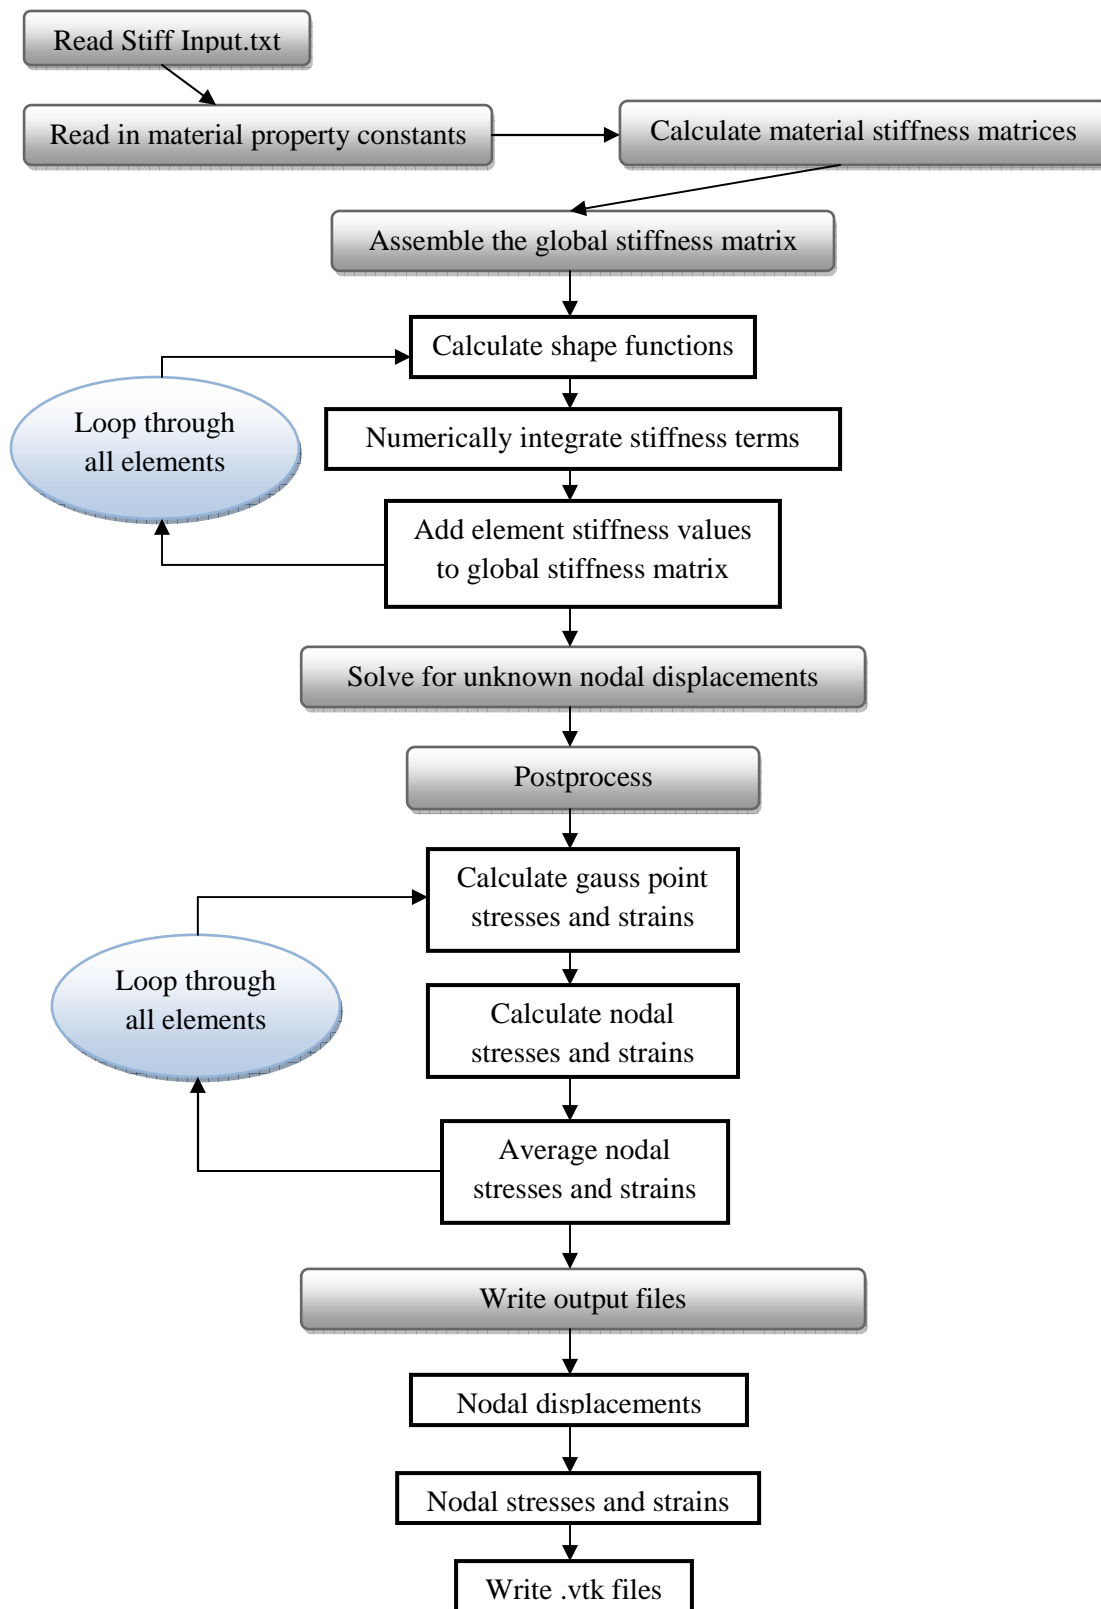 Read Stiff Input.txt
Read in material property constants
Calculate material stiffness matrices
Assemble the global stiffness matrix
Calculate shape functions
Loop through
all elements
Numerically integrate stiffness terms
Add element stiffness values
to global stiffness matrix
Solve for unknown nodal displacements
Postprocess
Calculate gauss point
stresses and strains
Loop through
all elements
Calculate nodal
stresses and strains
Average nodal
stresses and strains
Write output files
Nodal displacements
Nodal stresses and strains
Write .vtk files